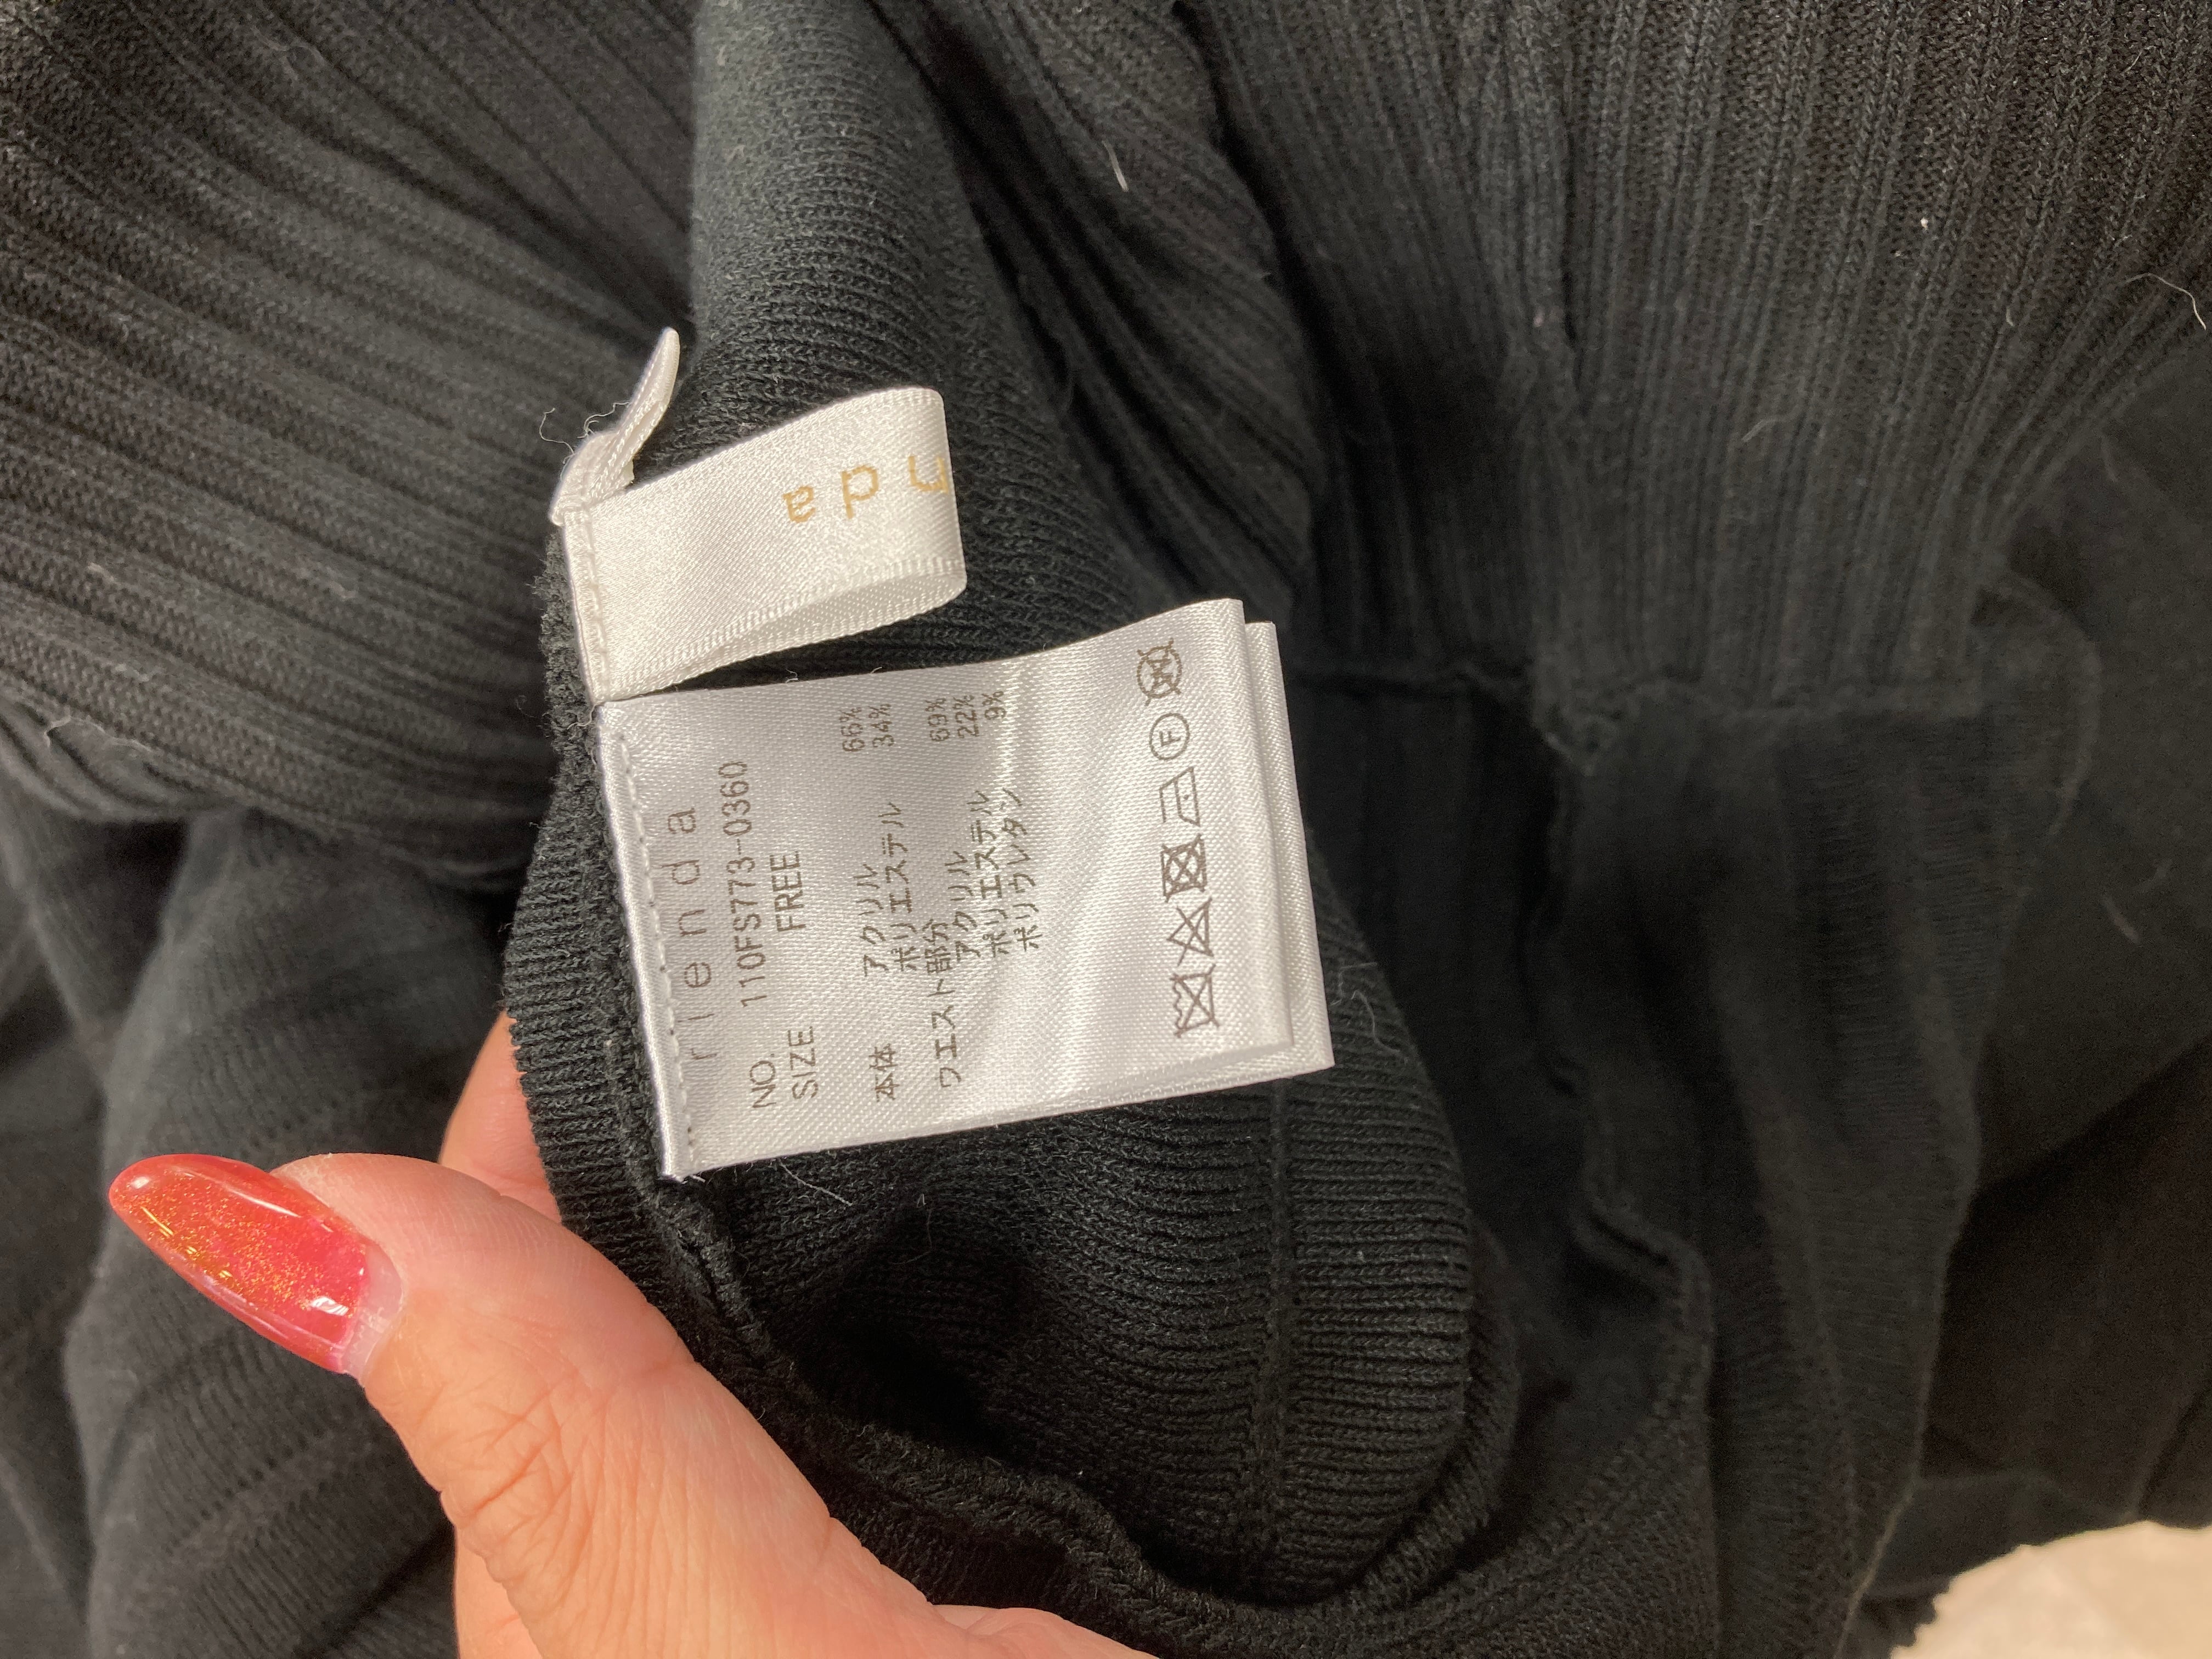 nda
rienda
NO. 110FS773-0360
SIZE FREE
本体 アクリル 66%
ポリエステル 34%
ウエスト部分
アクリル 69%
ポリエステル 22%
ポリウレタン 9%
F
W